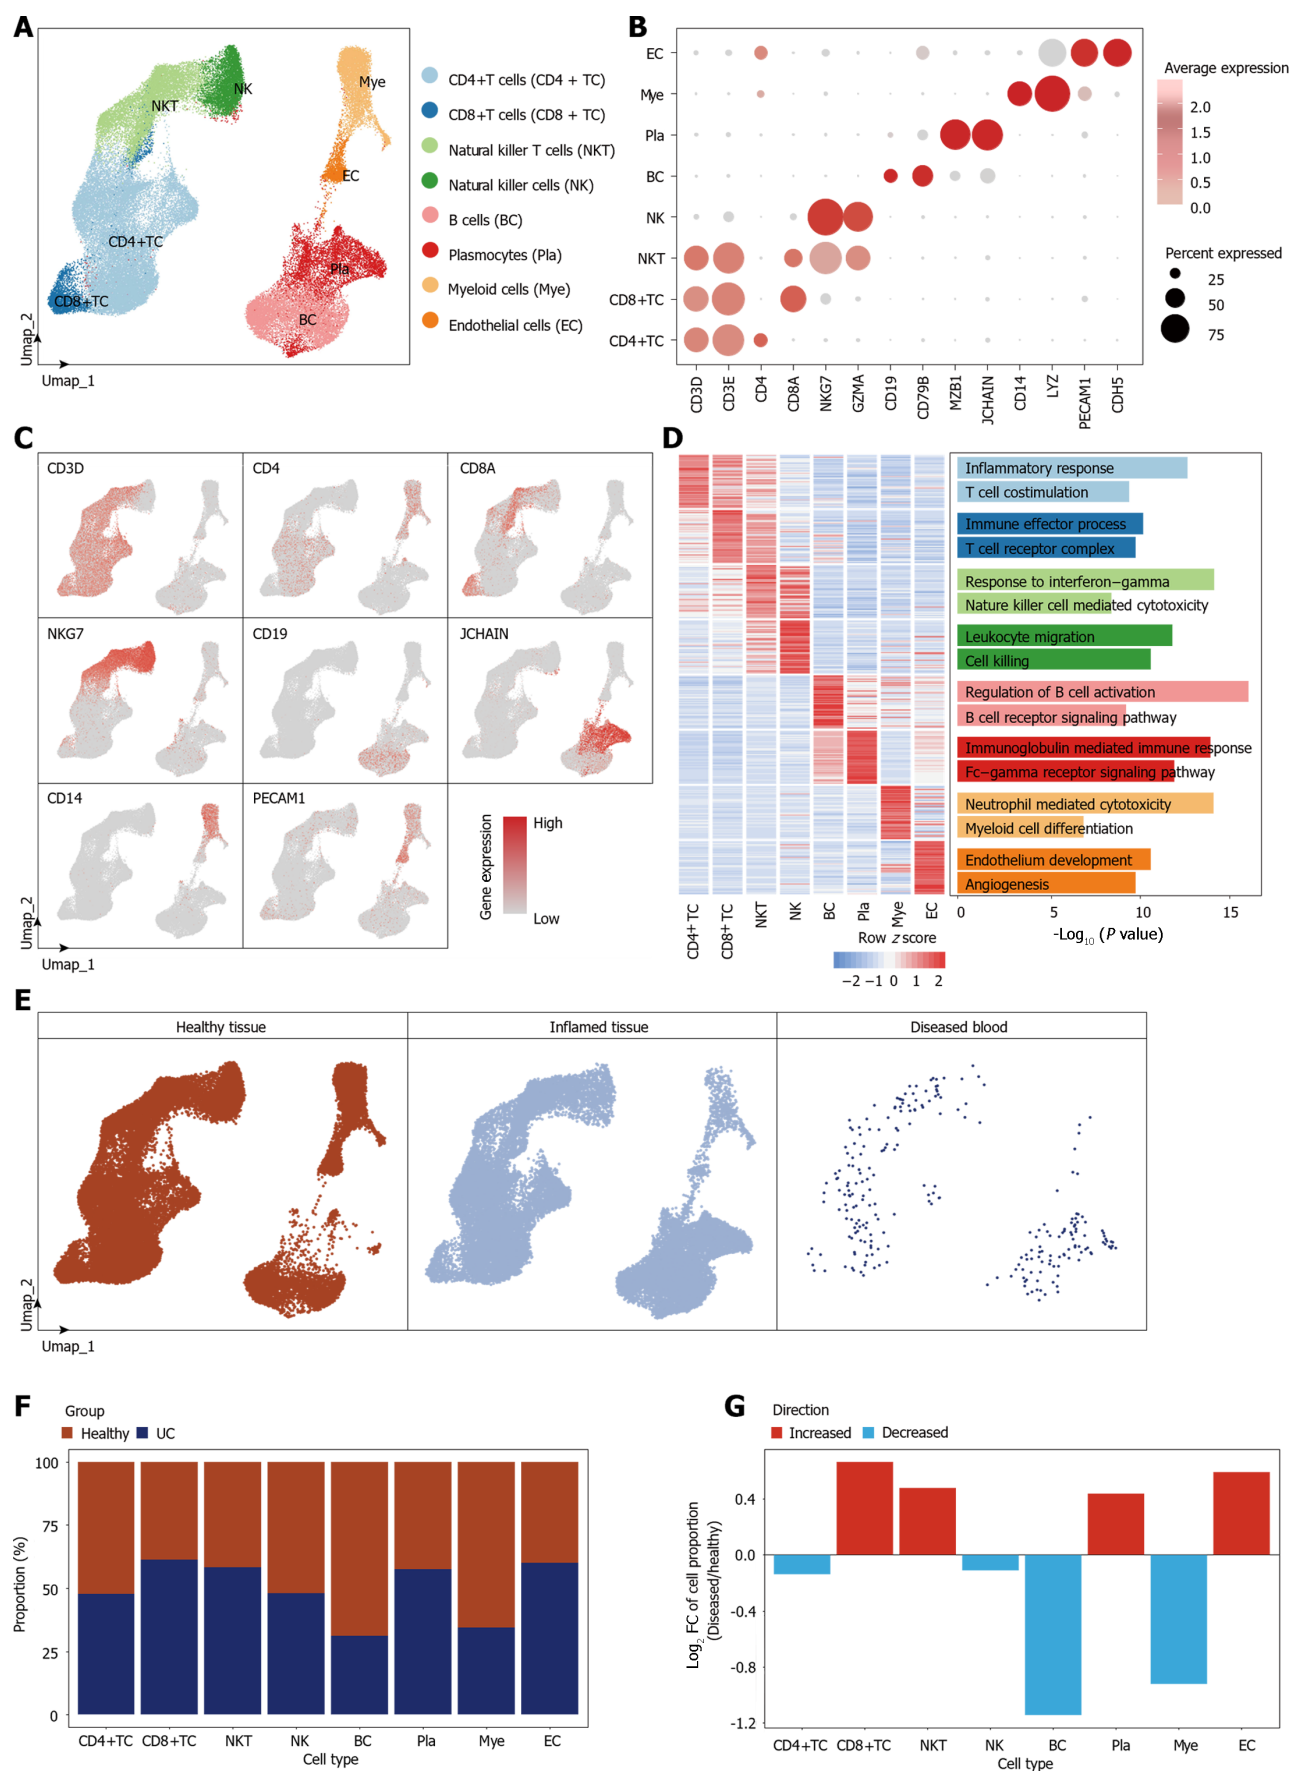 A
NK
NKT
Mye
EC
CD4+TC
Pla
CD8+TC
BC
Umap_2
Umap_1
CD4+T cells (CD4 + TC)
CD8+T cells (CD8 + TC)
Natural killer T cells (NKT)
Natural killer cells (NK)
B cells (BC)
Plasmocytes (Pla)
Myeloid cells (Mye)
Endothelial cells (EC)
B
EC
Mye
Pla
BC
NK
NKT
CD8+TC
CD4+TC
CD3D
CD3E
CD4
CD8A
NKG7
GZMA
CD19
CD79B
MZB1
JCHAIN
CD14
LYZ
PECAM1
CDH5
Average expression
2.0
1.5
1.0
0.5
0.0
Percent expressed
25
50
75
C
CD3D
CD4
CD8A
NKG7
CD19
JCHAIN
CD14
PECAM1
Gene expression
High
Low
Umap_2
Umap_1
D
Inflammatory response
T cell costimulation
Immune effector process
T cell receptor complex
Response to interferon−gamma
Nature killer cell mediated cytotoxicity
Leukocyte migration
Cell killing
Regulation of B cell activation
B cell receptor signaling pathway
Immunoglobulin mediated immune response
Fc−gamma receptor signaling pathway
Neutrophil mediated cytotoxicity
Myeloid cell differentiation
Endothelium development
Angiogenesis
0 5 10 15
-Log10 (P value)
CD4+ TC
CD8+ TC
NKT
NK
BC
Pla
Mye
EC
Row z score
−2 −1 0 1 2
E
Healthy tissue
Inflamed tissue
Diseased blood
Umap_2
Umap_1
F
Group
Healthy UC
Proportion (%)
100
75
50
25
0
CD4+TC CD8+TC NKT NK BC Pla Mye EC
Cell type
G
Direction
Increased Decreased
Log2 FC of cell proportion
(Diseased/healthy)
0.4
0.0
-0.4
-0.8
-1.2
CD4+TC CD8+TC NKT NK BC Pla Mye EC
Cell type